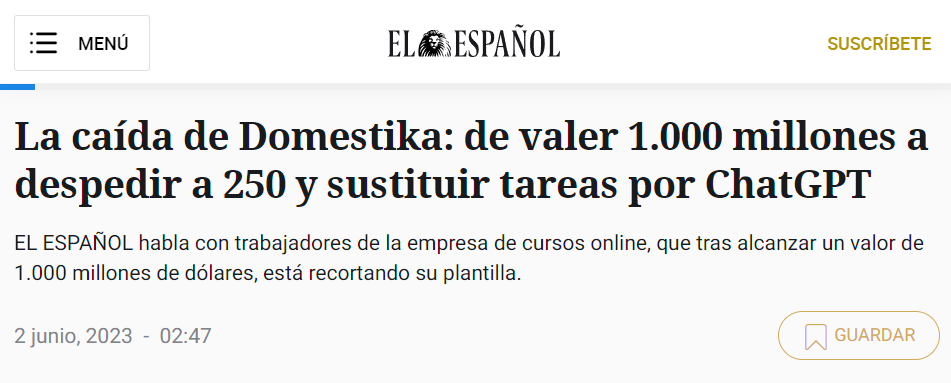 MENÚ
EL ESPAÑOL
SUSCRÍBETE
La caída de Domestika: de valer 1.000 millones a
despedir a 250 y sustituir tareas por ChatGPT
EL ESPAÑOL habla con trabajadores de la empresa de cursos online, que tras alcanzar un valor de
1.000 millones de dólares, está recortando su plantilla.
2 junio, 2023 - 02:47
GUARDAR